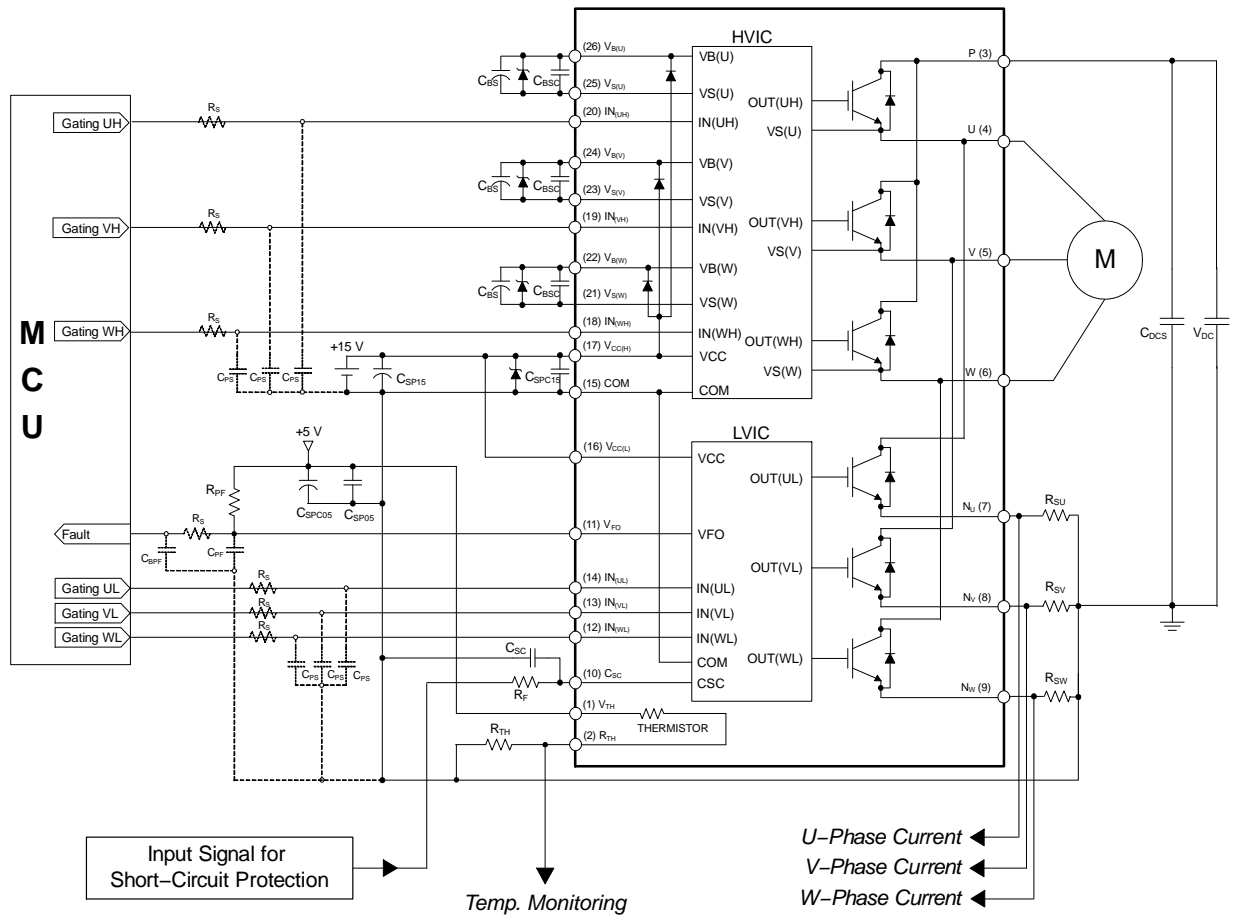 HVIC
(26) VB(U)
VB(U)
P (3)
CBS
CBSC
(25) VS(U)
VS(U)
OUT(UH)
Gating UH
RS
(20) IN(UH)
IN(UH)
VS(U)
U (4)
(24) VB(V)
VB(V)
CBS
CBSC
(23) VS(V)
VS(V)
OUT(VH)
Gating VH
RS
(19) IN(VH)
IN(VH)
VS(V)
V (5)
M
(22) VB(W)
VB(W)
CBS
CBSC
(21) VS(W)
VS(W)
Gating WH
RS
(18) IN(WH)
IN(WH)
OUT(WH)
CDCS
VDC
MCU
+15 V
(17) VCC(H)
VCC
CPS
CPS
CPS
CSP15
CSPC15
VS(W)
W (6)
(15) COM
COM
+5 V
LVIC
(16) VCC(L)
VCC
OUT(UL)
RPF
CSPC05
CSP05
NU (7)
RSU
Fault
RS
(11) VFO
VFO
CBPF
CPF
OUT(VL)
Gating UL
RS
(14) IN(UL)
IN(UL)
Gating VL
RS
(13) IN(VL)
IN(VL)
NV (8)
RSV
Gating WL
RS
(12) IN(WL)
IN(WL)
CPS
CPS
CPS
CSC
COM
OUT(WL)
RF
(10) CSC
CSC
NW (9)
RSW
(1) VTH
THERMISTOR
RTH
(2) RTH
Input Signal for
Short−Circuit Protection
Temp. Monitoring
U−Phase Current
V−Phase Current
W−Phase Current